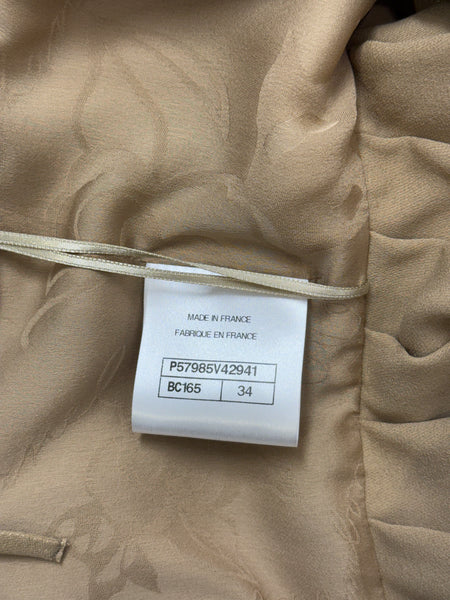 MADE IN FRANCE
FABRIQUE EN FRANCE
P57985V42941
BC165 34